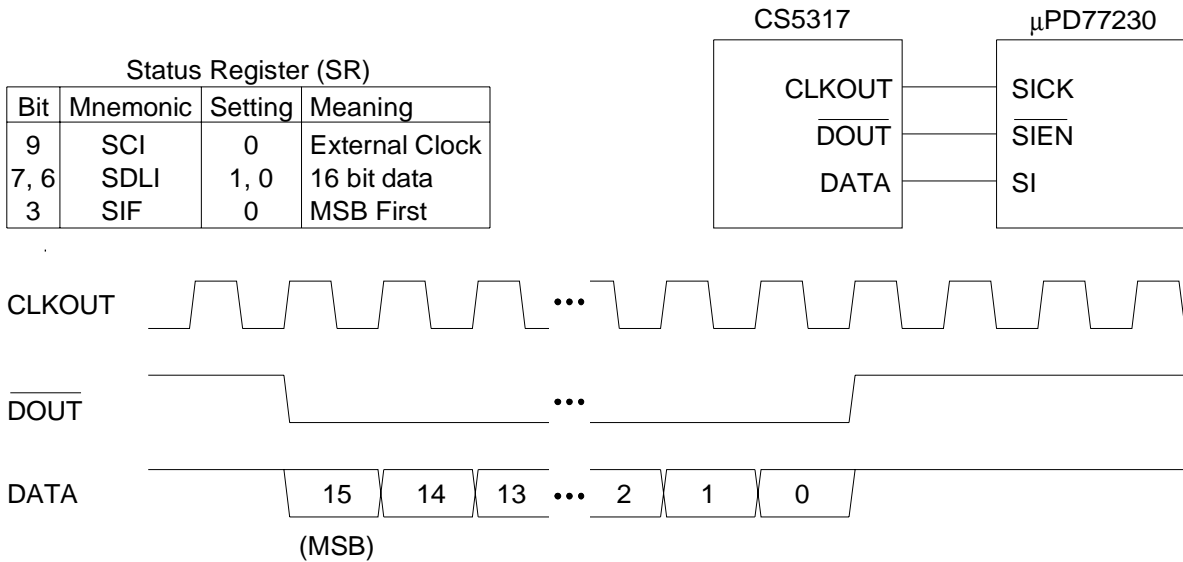 CS5317 μPD77230
Status Register (SR)
Bit Mnemonic Setting Meaning
9 SCI 0 External Clock
7, 6 SDLI 1, 0 16 bit data
3 SIF 0 MSB First
CLKOUT SICK
DOUT SIEN
DATA SI
CLKOUT •••
DOUT •••
DATA 15 14 13 ••• 2 1 0
(MSB)